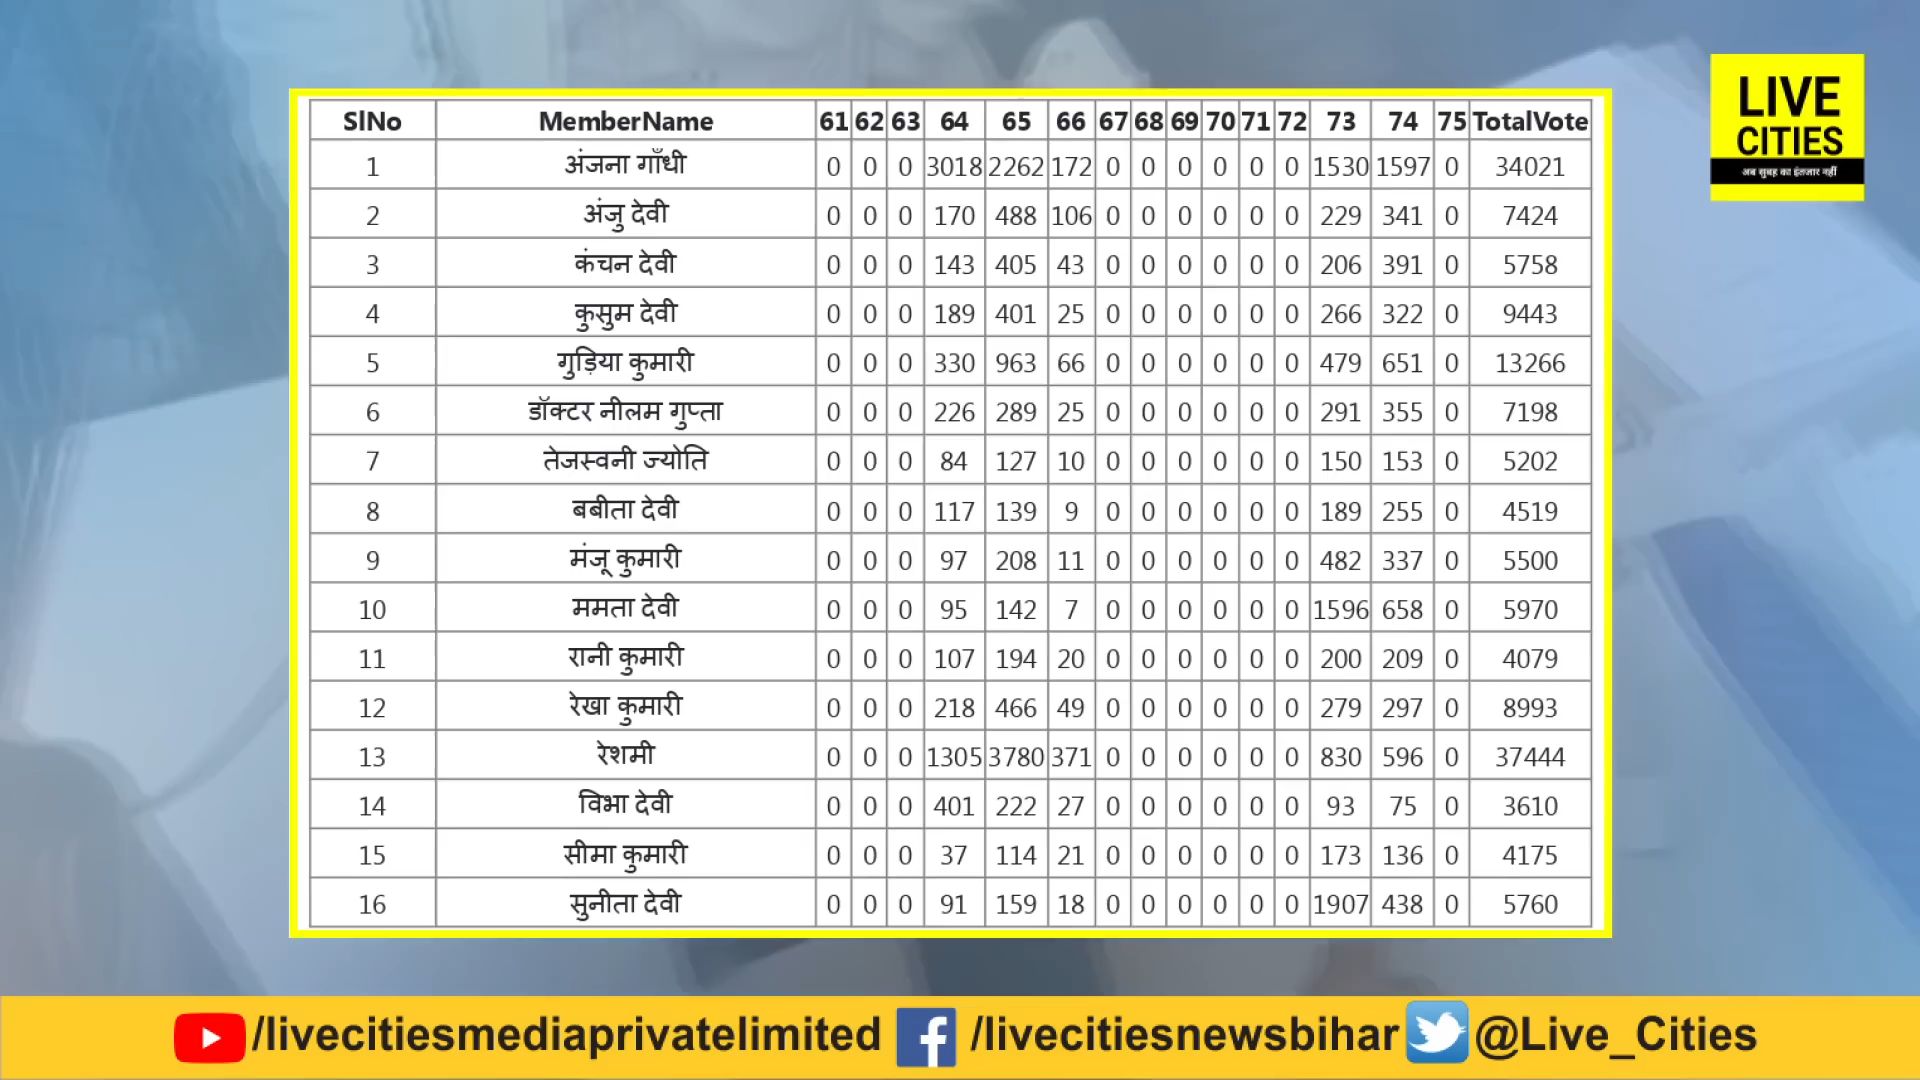 SlNo MemberName 61 62 63 64 65 66 67 68 69 70 71 72 73 74 75 TotalVote
1 अंजना गाँधी 0 0 0 3018 2262 172 0 0 0 0 0 0 1530 1597 0 34021
2 अंजु देवी 0 0 0 170 488 106 0 0 0 0 0 0 229 341 0 7424
3 कंचन देवी 0 0 0 143 405 43 0 0 0 0 0 0 206 391 0 5758
4 कुसुम देवी 0 0 0 189 401 25 0 0 0 0 0 0 266 322 0 9443
5 गुड़िया कुमारी 0 0 0 330 963 66 0 0 0 0 0 0 479 651 0 13266
6 डॉक्टर नीलम गुप्ता 0 0 0 226 289 25 0 0 0 0 0 0 291 355 0 7198
7 तेजस्वनी ज्योति 0 0 0 84 127 10 0 0 0 0 0 0 150 153 0 5202
8 बबीता देवी 0 0 0 117 139 9 0 0 0 0 0 0 189 255 0 4519
9 मंजू कुमारी 0 0 0 97 208 11 0 0 0 0 0 0 482 337 0 5500
10 ममता देवी 0 0 0 95 142 7 0 0 0 0 0 0 1596 658 0 5970
11 रानी कुमारी 0 0 0 107 194 20 0 0 0 0 0 0 200 209 0 4079
12 रेखा कुमारी 0 0 0 218 466 49 0 0 0 0 0 0 279 297 0 8993
13 रेशमी 0 0 0 1305 3780 371 0 0 0 0 0 0 830 596 0 37444
14 विभा देवी 0 0 0 401 222 27 0 0 0 0 0 0 93 75 0 3610
15 सीमा कुमारी 0 0 0 37 114 21 0 0 0 0 0 0 173 136 0 4175
16 सुनीता देवी 0 0 0 91 159 18 0 0 0 0 0 0 1907 438 0 5760
LIVE
CITIES
अब सुबह का इंतजार नहीं
/livecitiesmediaprivatelimited /livecitiesnewsbihar @Live_Cities